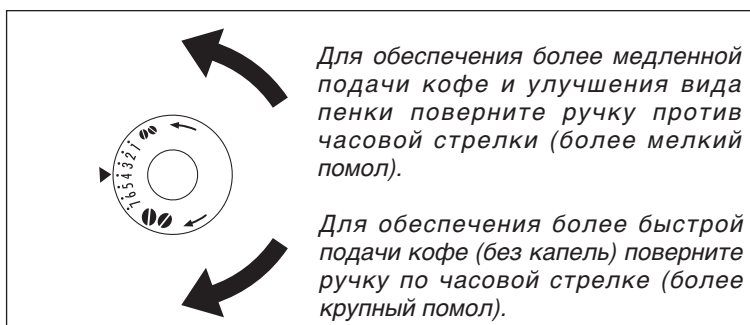 Для обеспечения более медленной
подачи кофе и улучшения вида
пенки поверните ручку против
часовой стрелки (более мелкий
помол).
7654321
Для обеспечения более быстрой
подачи кофе (без капель) поверните
ручку по часовой стрелке (более
крупный помол).